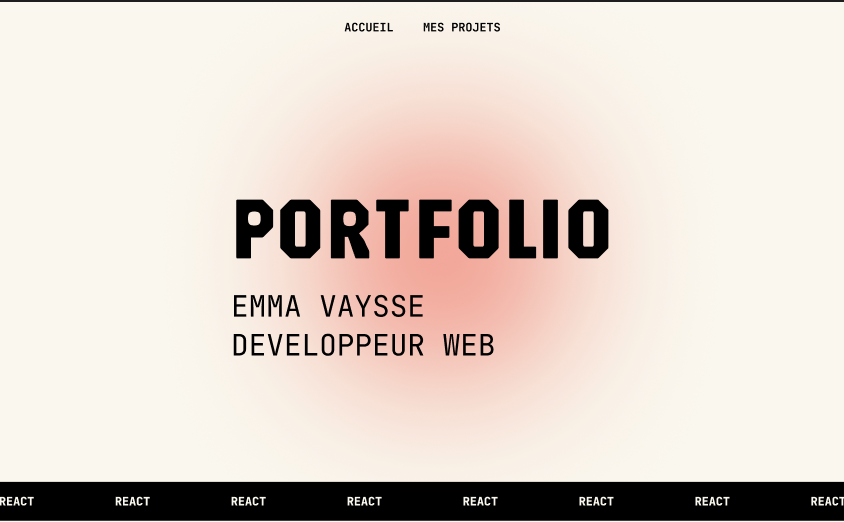 ACCUEIL MES PROJETS
PORTFOLIO
EMMA VAYSSE
DEVELOPPEUR WEB
REACT REACT REACT REACT REACT REACT REACT REACT